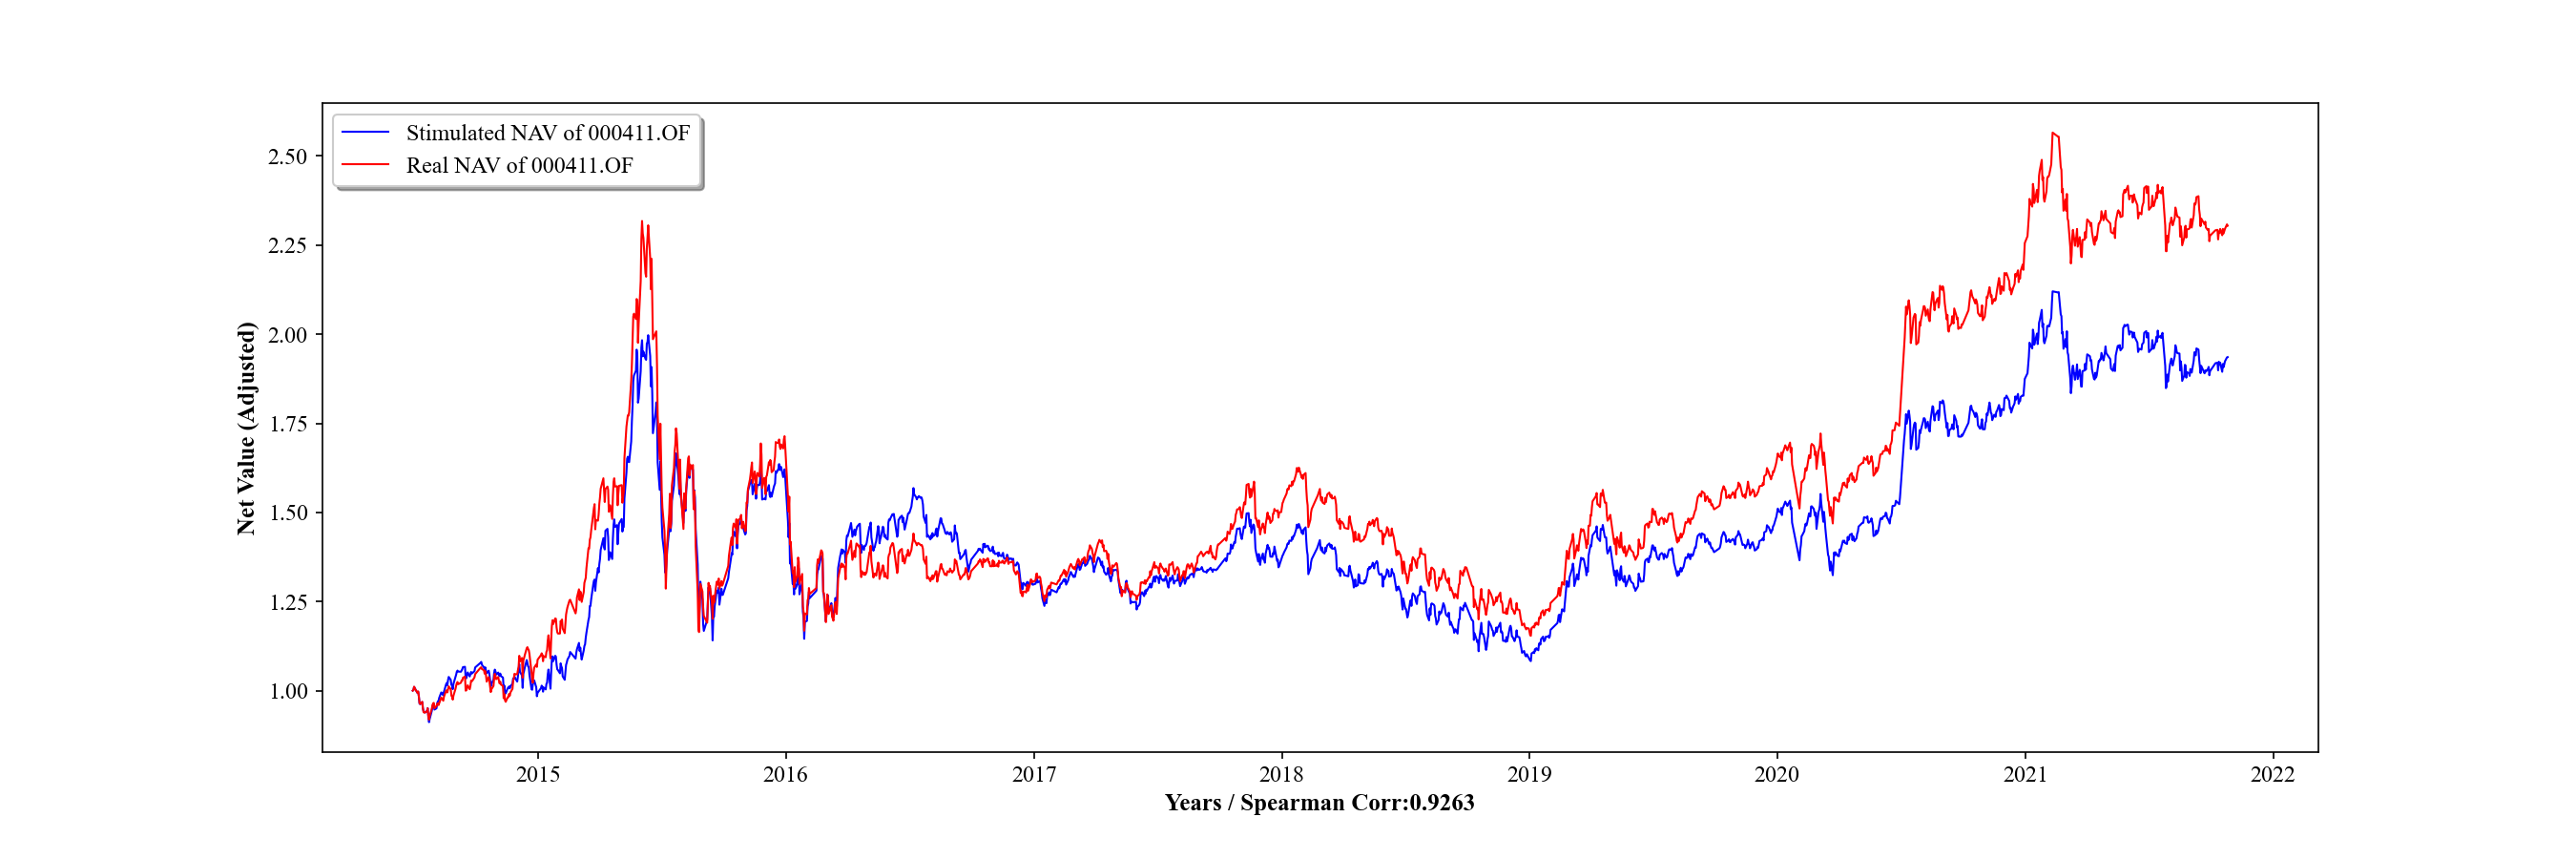 Stimulated NAV of 000411.OF
Real NAV of 000411.OF
2.50
2.25
2.00
1.75
1.50
1.25
1.00
Net Value (Adjusted)
2015 2016 2017 2018 2019 2020 2021 2022
Years / Spearman Corr:0.9263